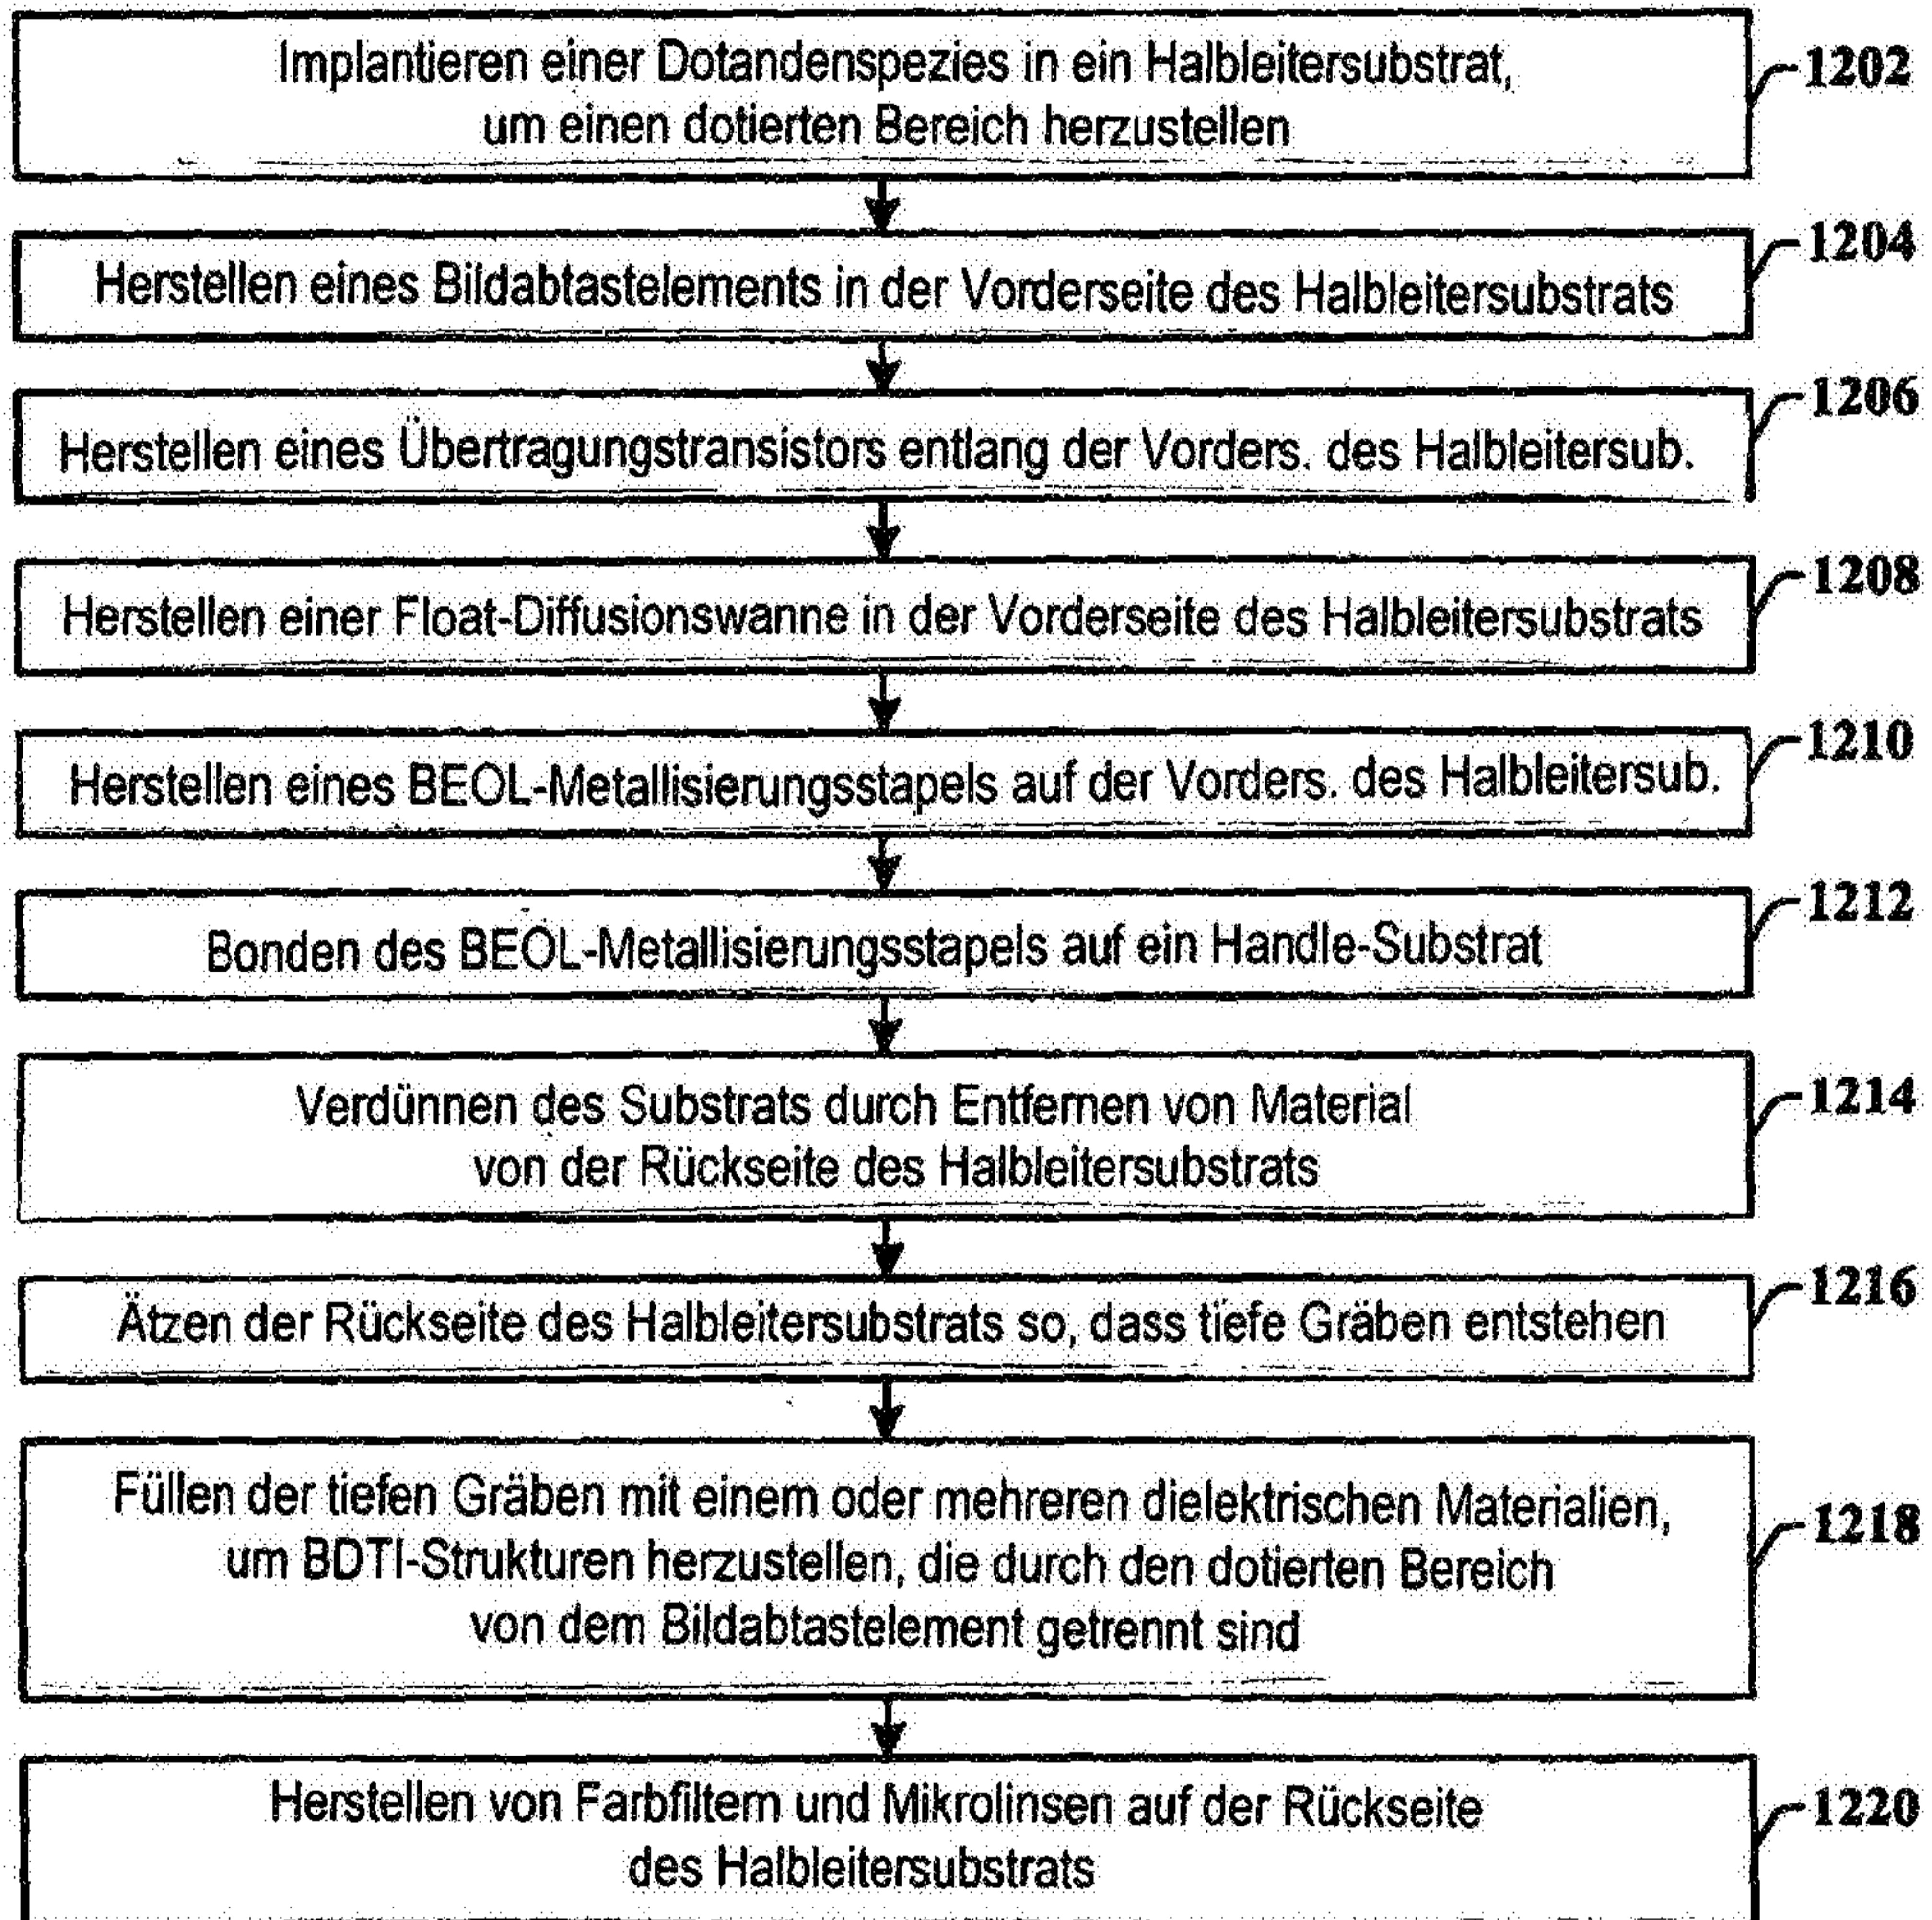 Implantieren einer Dotandenspezies in ein Halbleitersubstrat,
um einen dotierten Bereich herzustellen
1202
Herstellen eines Bildabtastelements in der Vorderseite des Halbleitersubstrats
1204
Herstellen eines Übertragungstransistors entlang der Vorders. des Halbleitersub.
1206
Herstellen einer Float-Diffusionswanne in der Vorderseite des Halbleitersubstrats
1208
Herstellen eines BEOL-Metallisierungsstapels auf der Vorders. des Halbleitersub.
1210
Bonden des BEOL-Metallisierungsstapels auf ein Handle-Substrat
1212
Verdünnen des Substrats durch Entfernen von Material
von der Rückseite des Halbleitersubstrats
1214
Ätzen der Rückseite des Halbleitersubstrats so, dass tiefe Gräben entstehen
1216
Füllen der tiefen Gräben mit einem oder mehreren dielektrischen Materialien,
um BDTI-Strukturen herzustellen, die durch den dotierten Bereich
von dem Bildabtastelement getrennt sind
1218
Herstellen von Farbfiltern und Mikrolinsen auf der Rückseite
des Halbleitersubstrats
1220